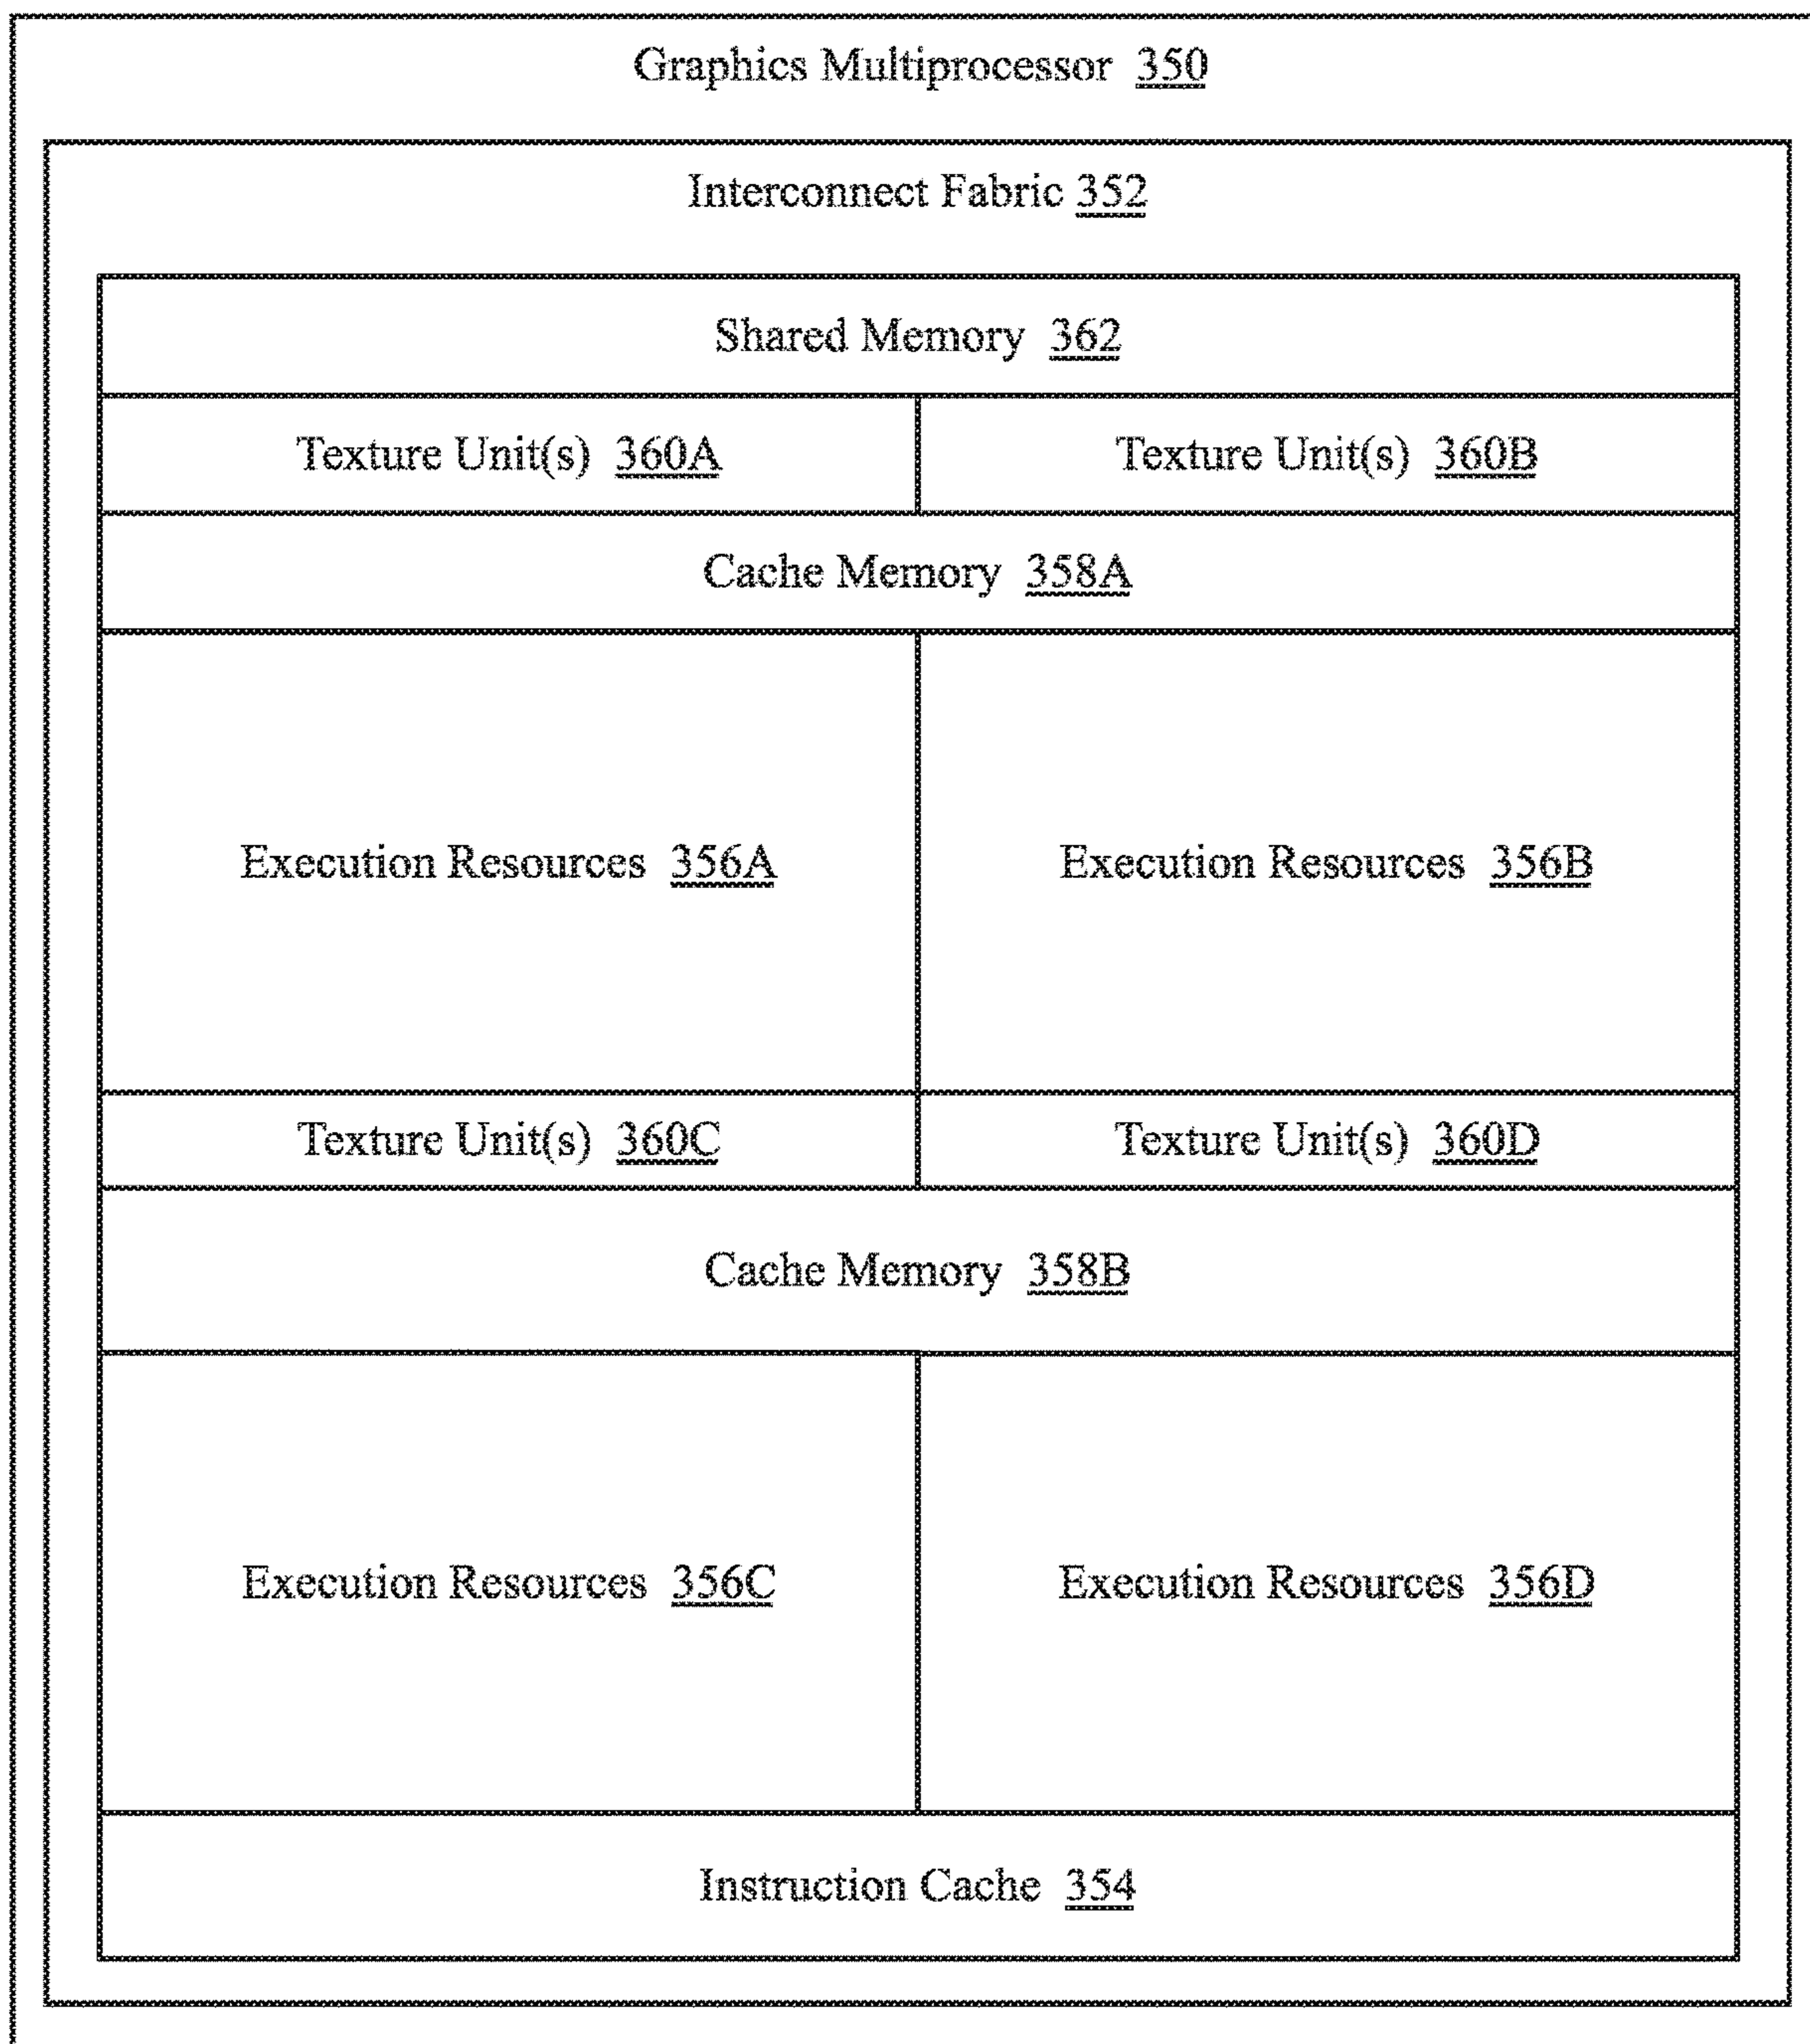 Graphics Multiprocessor 350
Interconnect Fabric 352
Shared Memory 362
Texture Unit(s) 360A
Texture Unit(s) 360B
Cache Memory 358A
Execution Resources 356A
Execution Resources 356B
Texture Unit(s) 360C
Texture Unit(s) 360D
Cache Memory 358B
Execution Resources 356C
Execution Resources 356D
Instruction Cache 354